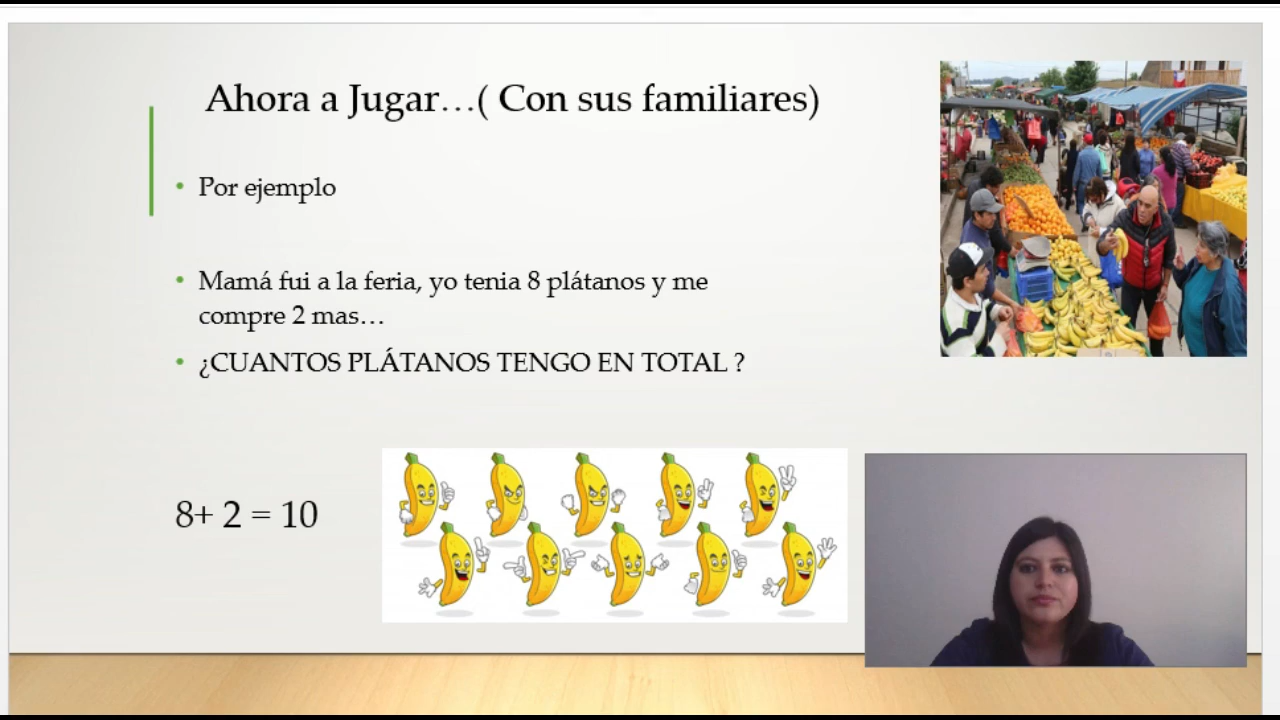 Ahora a Jugar…( Con sus familiares)
• Por ejemplo
• Mamá fui a la feria, yo tenia 8 plátanos y me
compre 2 mas…
• ¿CUANTOS PLÁTANOS TENGO EN TOTAL ?
8+ 2 = 10